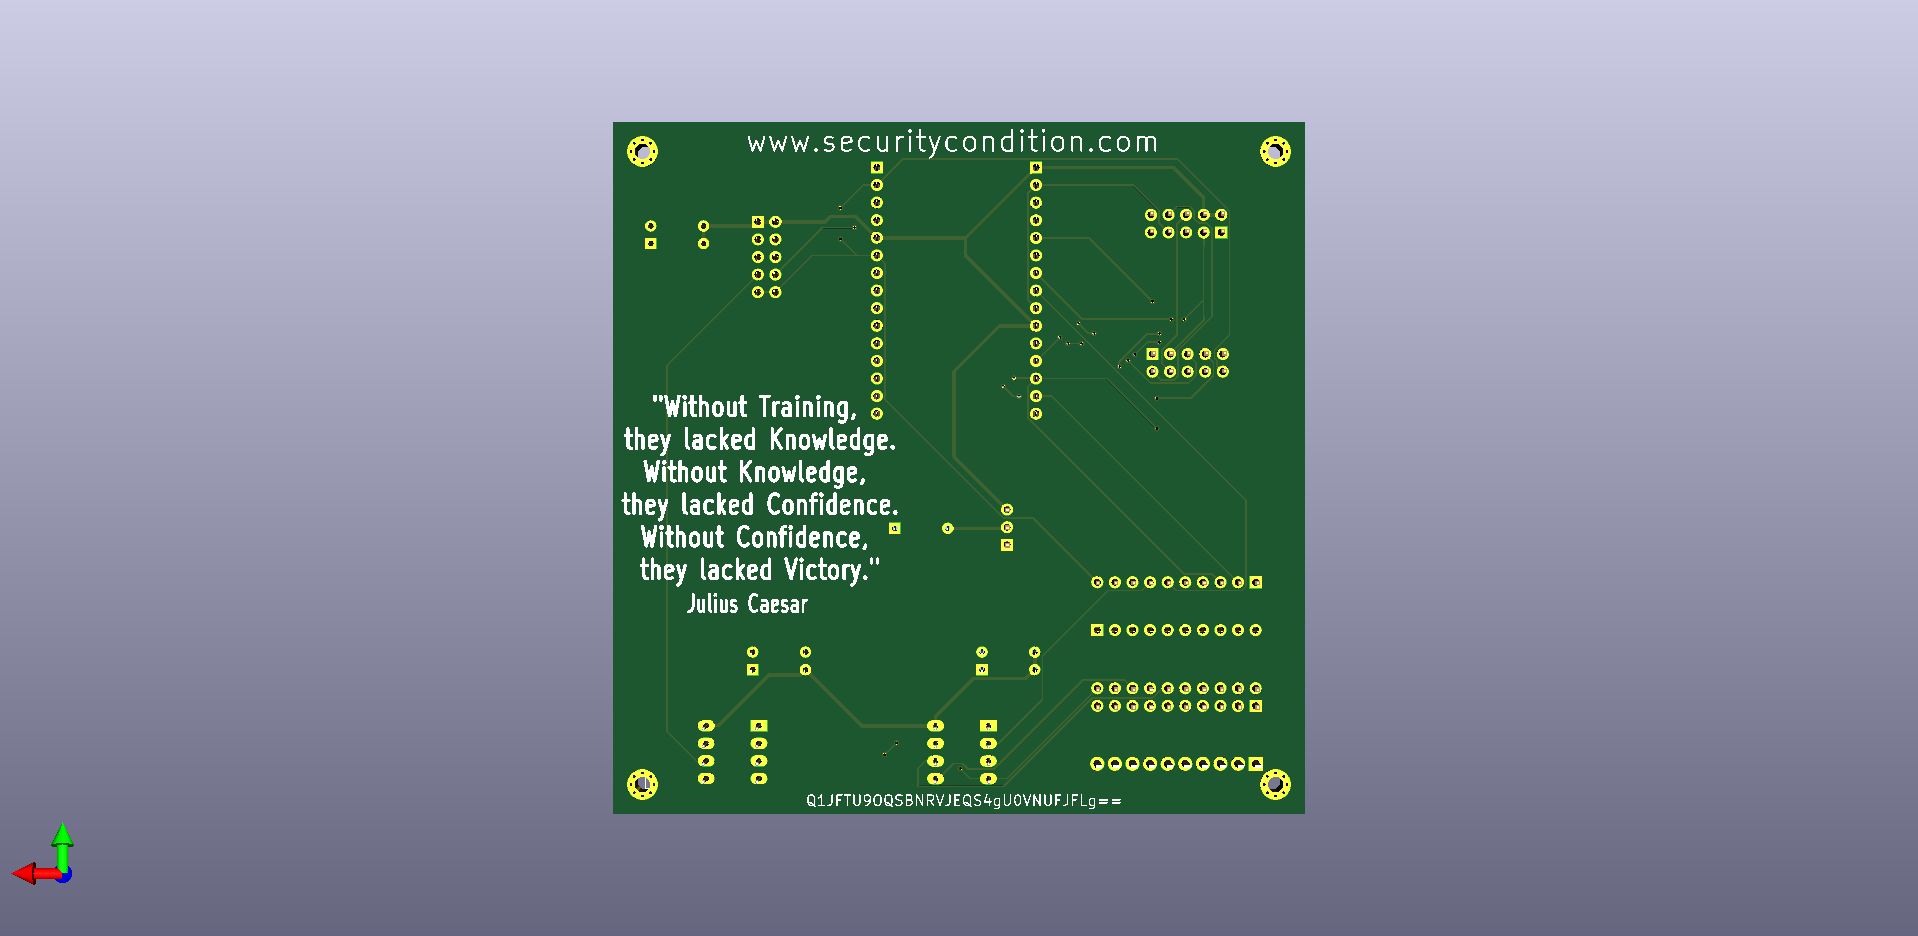 www.securitycondition.com
"Without Training,
they lacked Knowledge.
Without Knowledge,
they lacked Confidence.
Without Confidence,
they lacked Victory."
Julius Caesar
Q1JFTU9OQSBNRVJEQS4gU0VNUFJFLg==